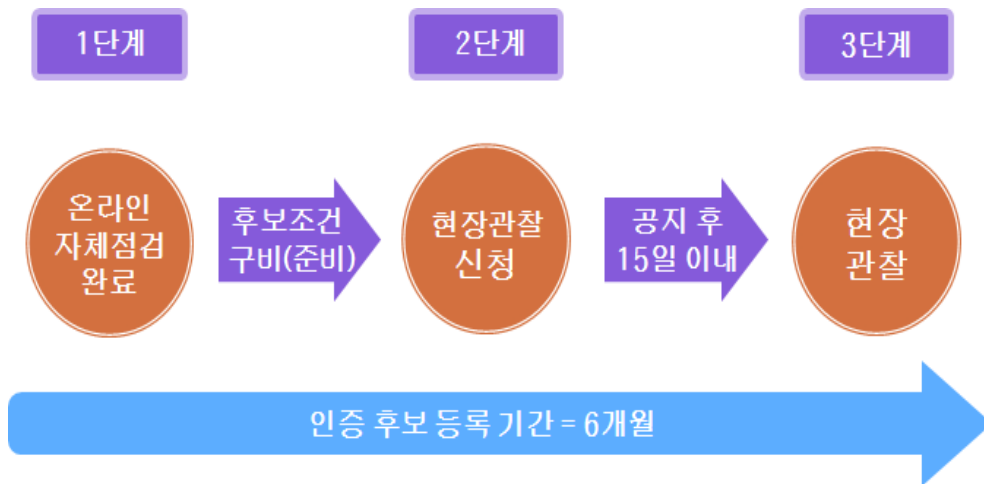 1단계
2단계
3단계
온라인
자체점검
완료
후보조건
구비(준비)
현장관찰
신청
공지 후
15일 이내
현장
관찰
인증 후보 등록 기간 = 6개월